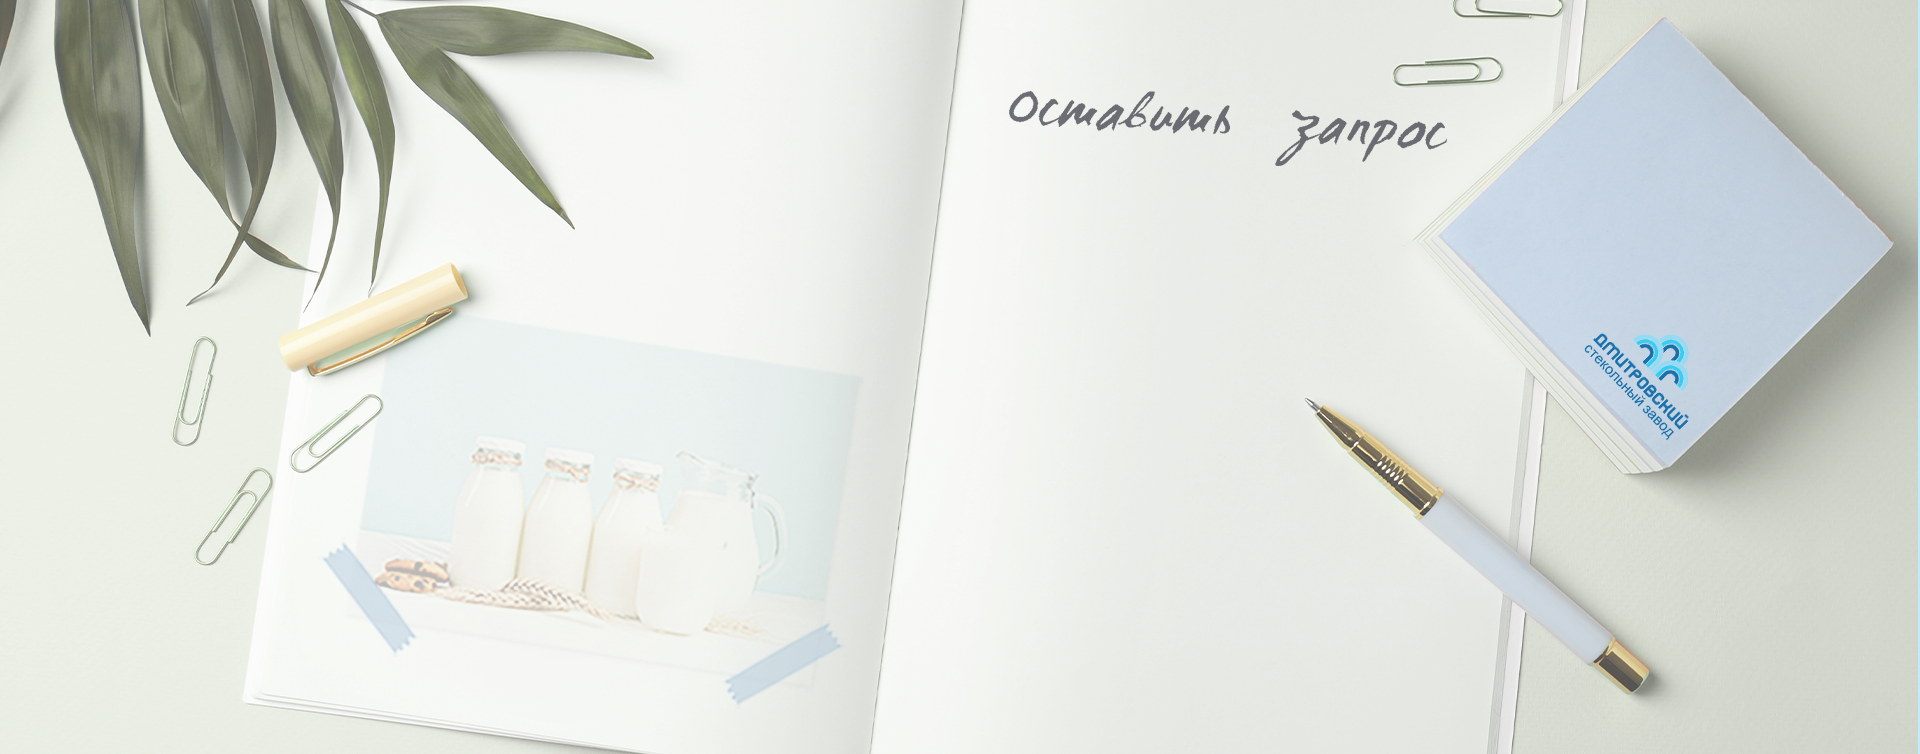 оставить запрос
ДМИТРОВСКИЙ
стекольный завод